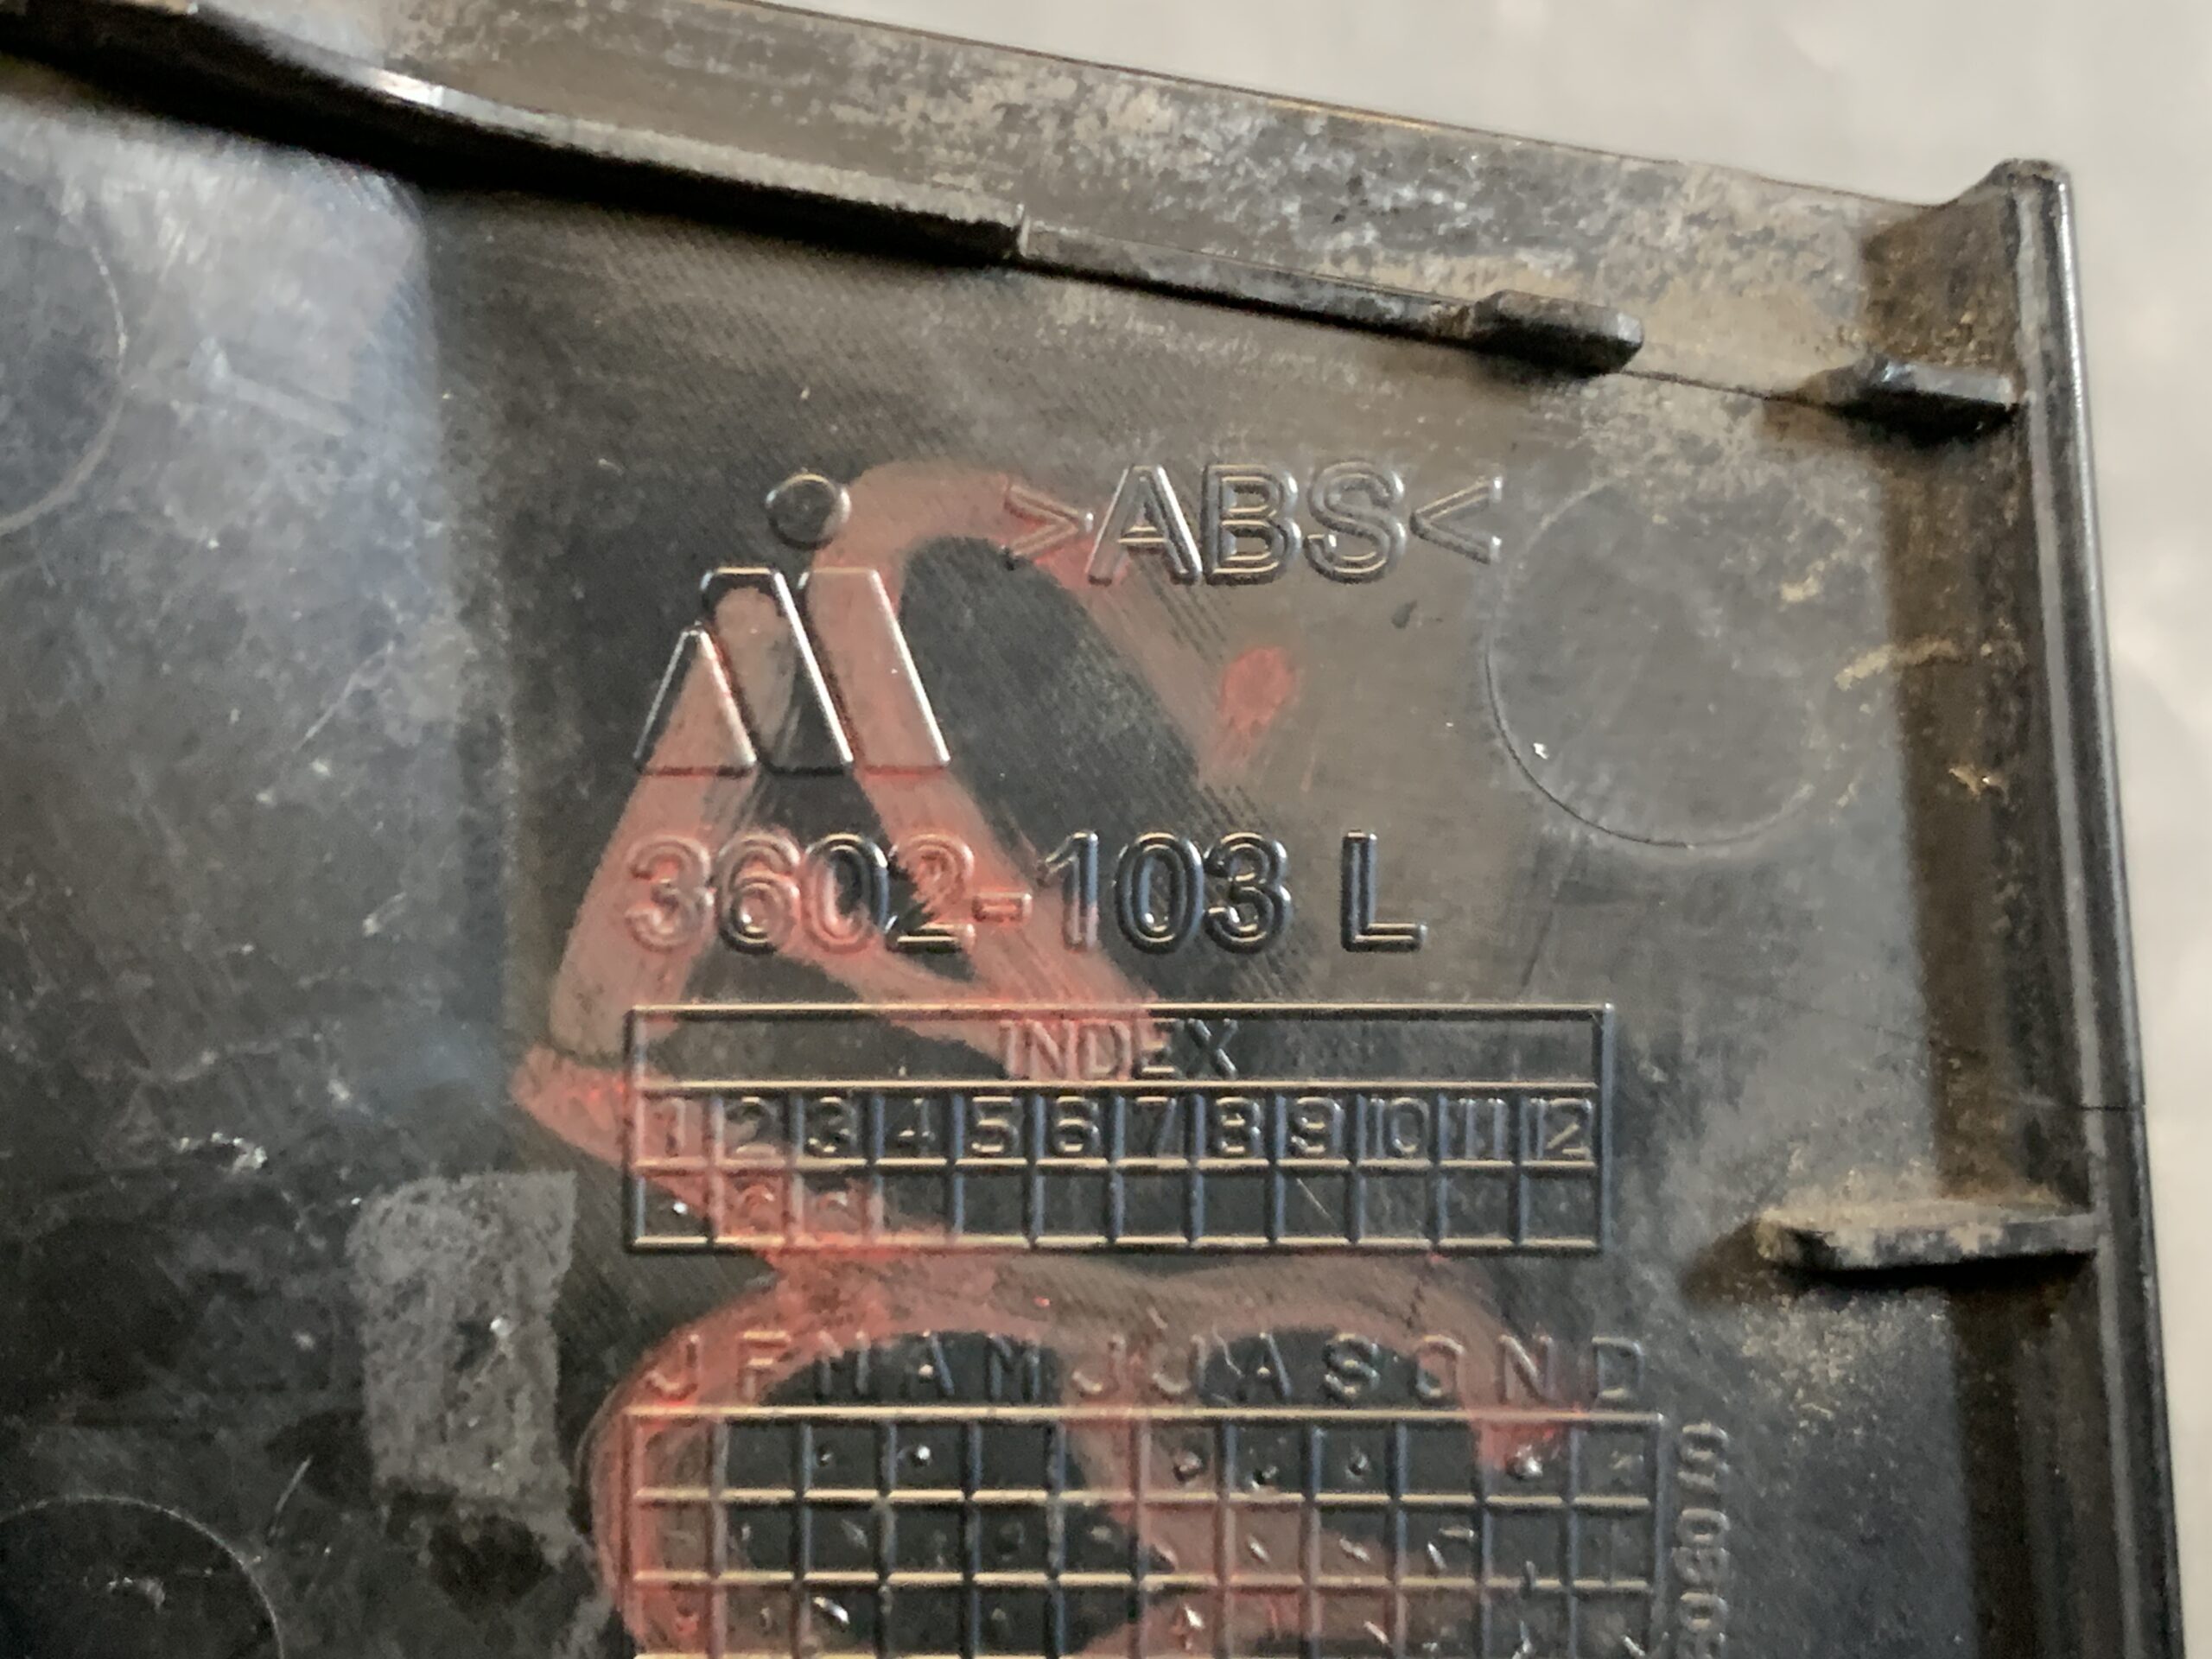 >ABS<
3602-103 L
INDEX
1 2 3 4 5 6 7 8 9 10 11 12
J F M A M J J A S O N D